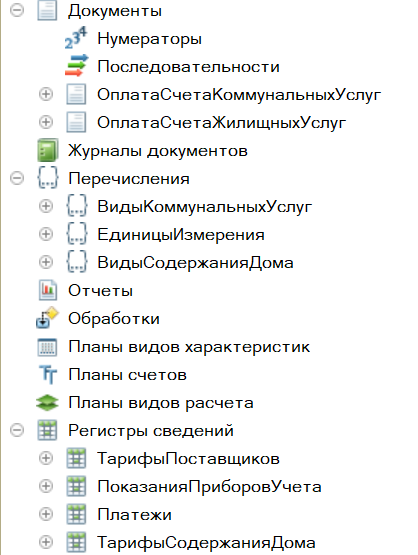 Документы
Нумераторы
Последовательности
ОплатаСчетаКоммунальныхУслуг
ОплатаСчетаЖилищныхУслуг
Журналы документов
Перечисления
ВидыКоммунальныхУслуг
ЕдиницыИзмерения
ВидыСодержанияДома
Отчеты
Обработки
Планы видов характеристик
Планы счетов
Планы видов расчета
Регистры сведений
ТарифыПоставщиков
ПоказанияПриборовУчета
Платежи
ТарифыСодержанияДома